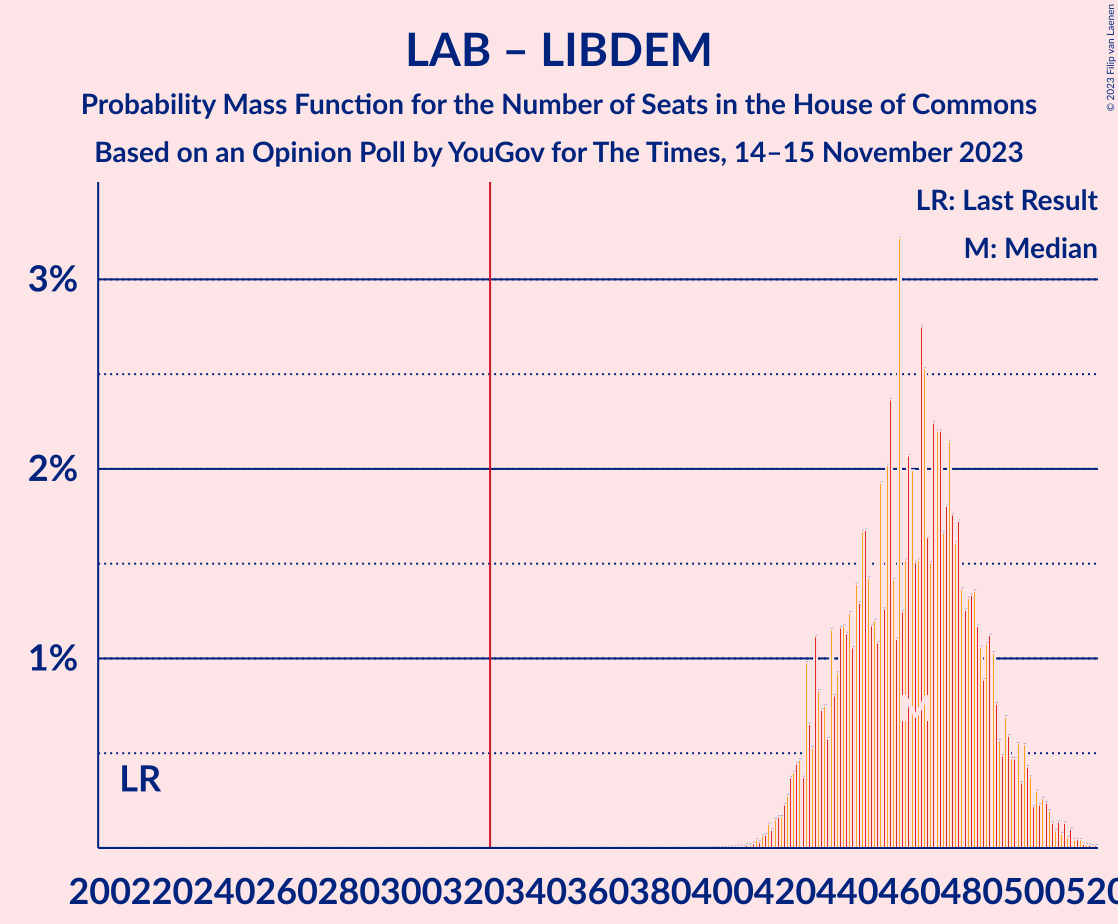 LAB – LIBDEM
Probability Mass Function for the Number of Seats in the House of Commons
Based on an Opinion Poll by YouGov for The Times, 14–15 November 2023
© 2023 Filip van Laenen
LR: Last Result
M: Median
3%
2%
1%
M
LR
200220240260280300320340360380400420440460480500520